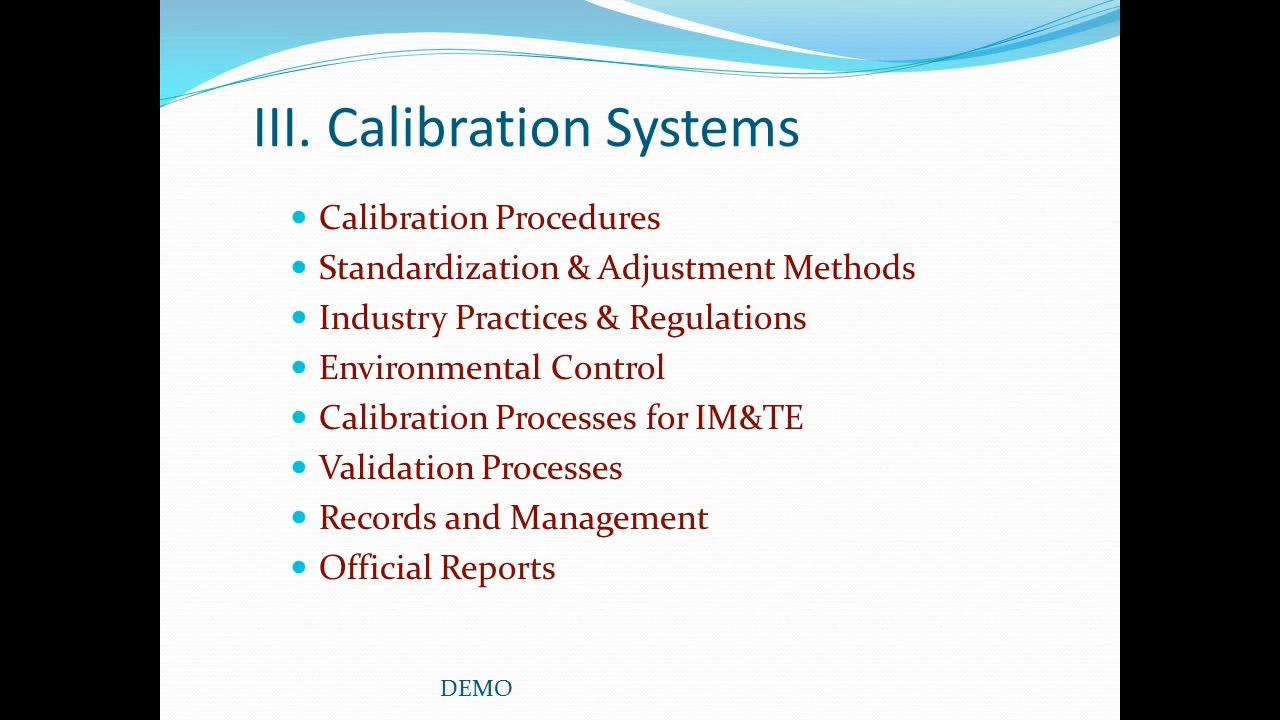 III. Calibration Systems
Calibration Procedures
Standardization & Adjustment Methods
Industry Practices & Regulations
Environmental Control
Calibration Processes for IM&TE
Validation Processes
Records and Management
Official Reports
DEMO